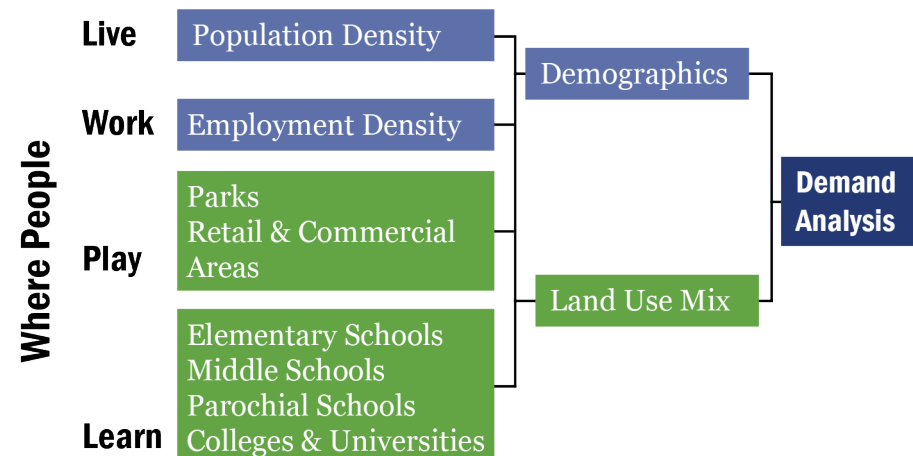 Where People
Live
Population Density
Work
Employment Density
Play
Parks
Retail & Commercial
Areas
Learn
Elementary Schools
Middle Schools
Parochial Schools
Colleges & Universities
Demographics
Land Use Mix
Demand
Analysis